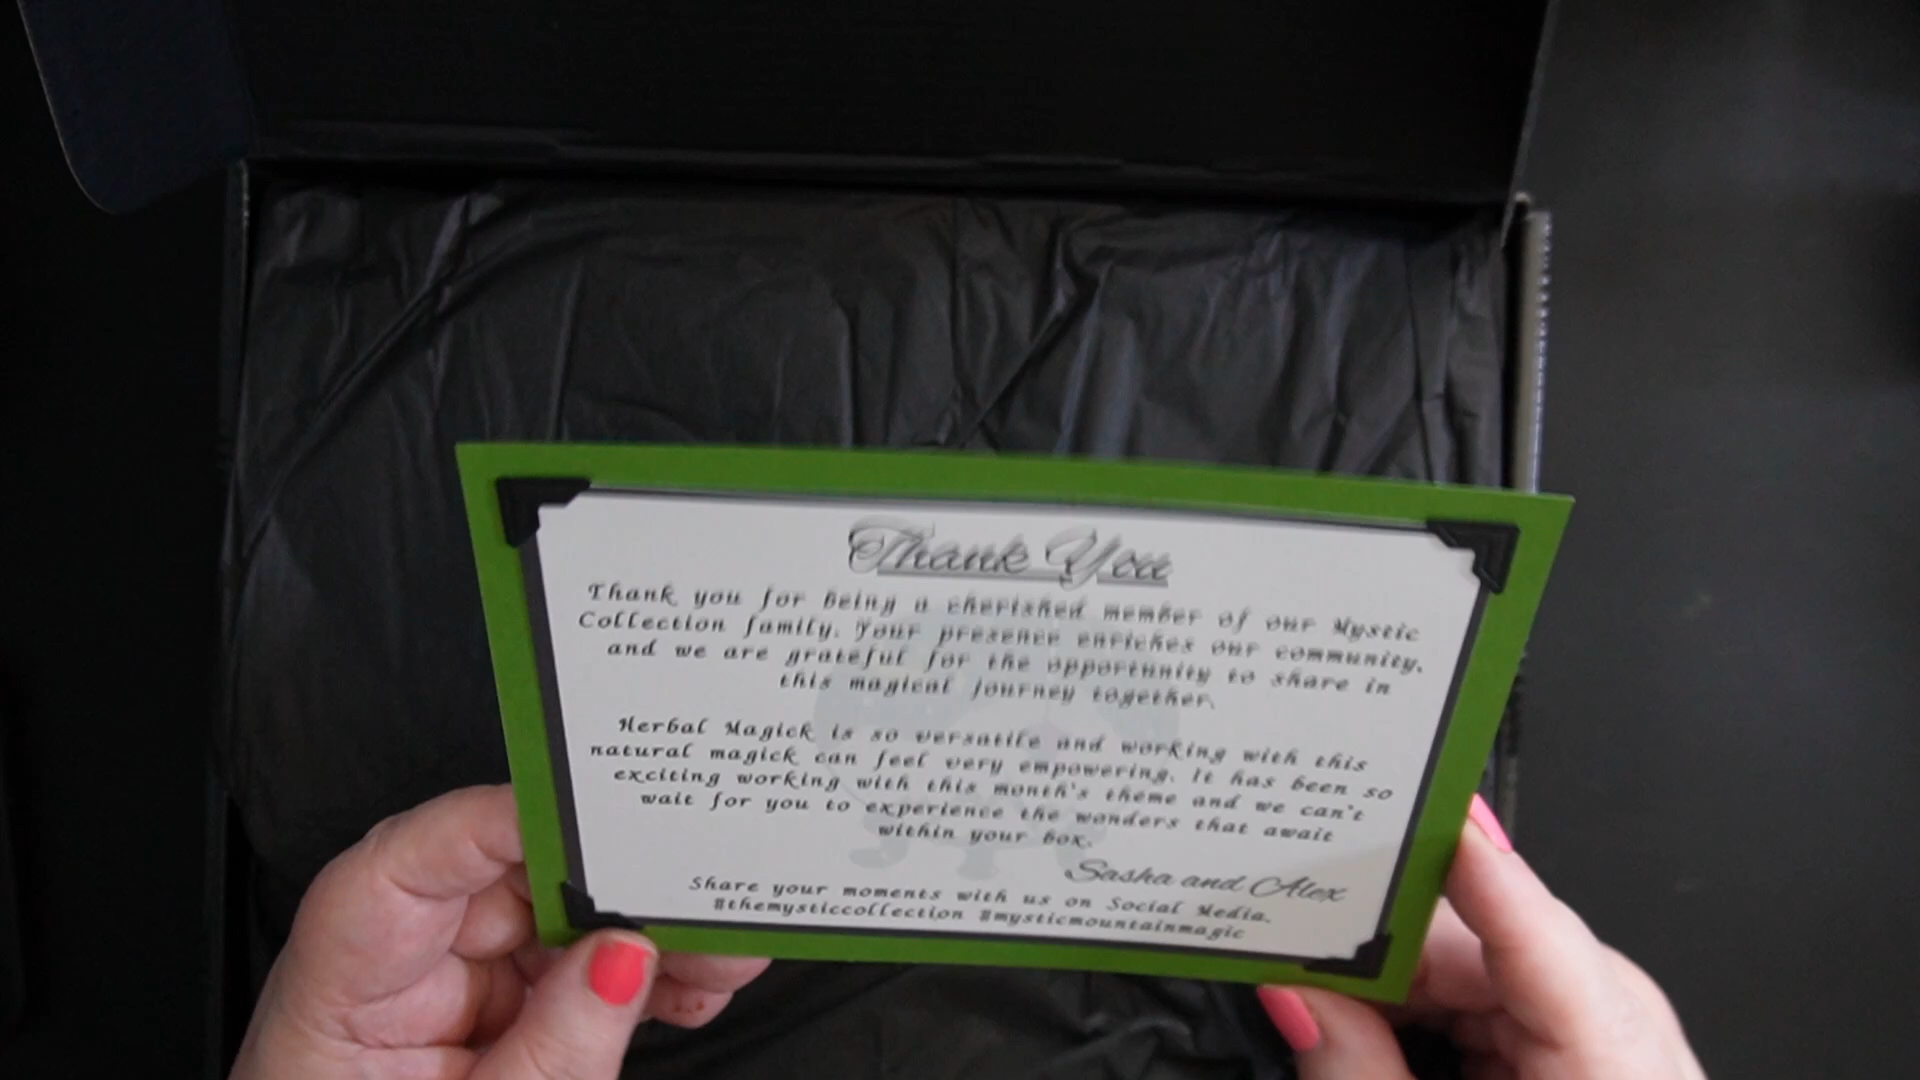 Thank You
Thank you for being a cherished member of our Mystic
Collection family. Your presence enriches our community,
and we are grateful for the opportunity to share in
this magical journey together.
Herbal Magick is so versatile and working with this
natural magick can feel very empowering. It has been so
exciting working with this month's theme and we can't
wait for you to experience the wonders that await
within your box.
Sasha and Alex
Share your moments with us on Social Media.
#themysticcollection #mysticmountainmagic